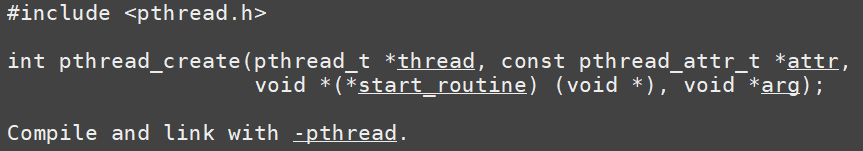 #include <pthread.h>
int pthread_create(pthread_t *thread, const pthread_attr_t *attr,
void *(*start_routine) (void *), void *arg);
Compile and link with -pthread.